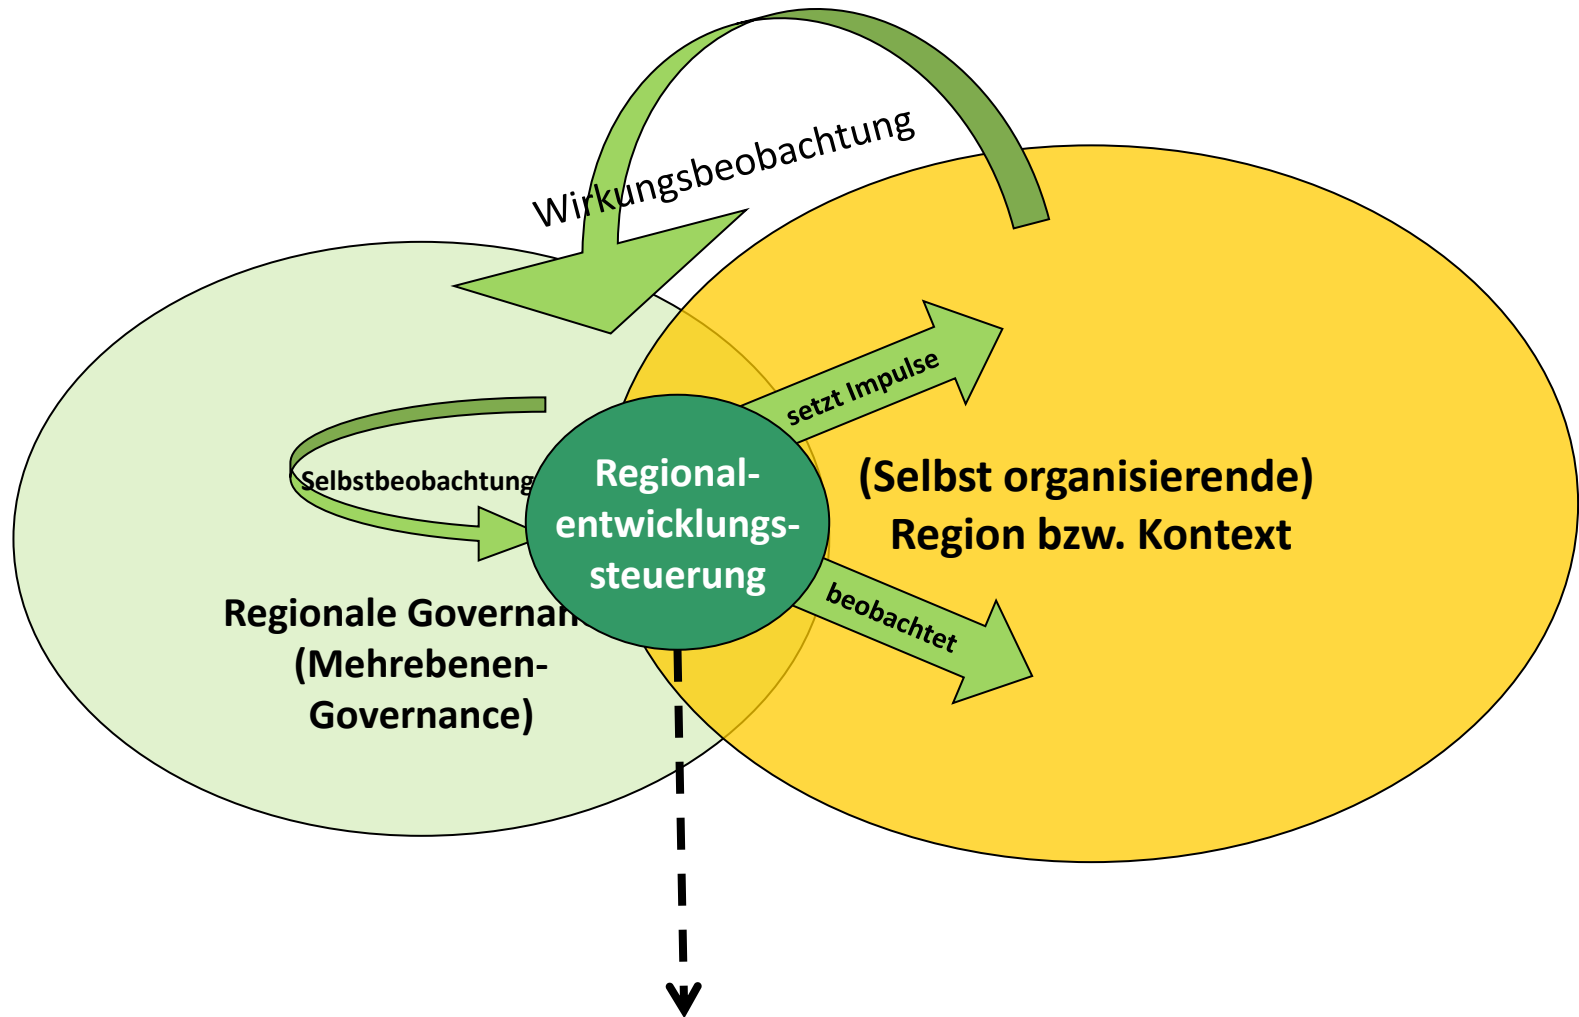 Wirkungsbeobachtung
setzt Impulse
Selbstbeobachtung
Regional-
entwicklungs-
steuerung
(Selbst organisierende)
Region bzw. Kontext
beobachtet
Regionale Governan
(Mehrebenen-
Governance)